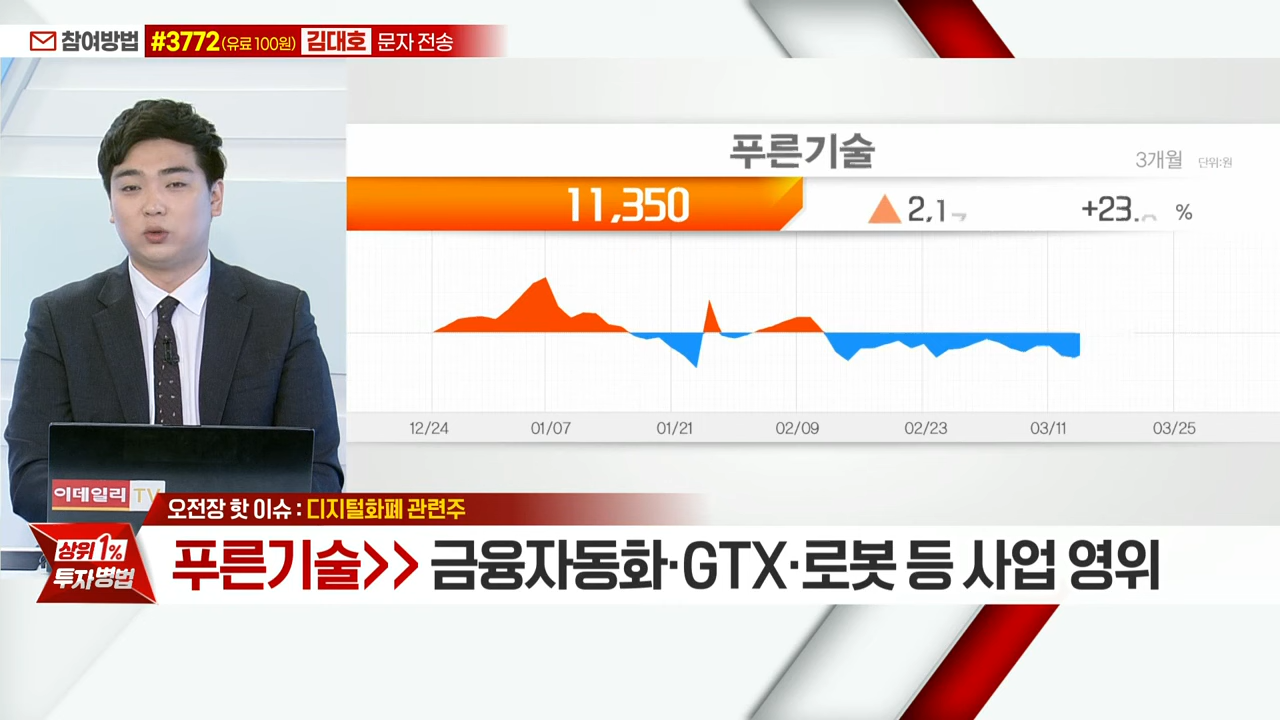 참여방법 #3772 (유료 100원) 김대호 문자 전송
푸른기술
3개월 단위:원
11,350 ▲ 2,1 +23. %
12/24 01/07 01/21 02/09 02/23 03/11 03/25
이데일리 TV
오전장 핫 이슈 : 디지털화폐 관련주
상위 1%
투자병법
푸른기술>> 금융자동화·GTX·로봇 등 사업 영위